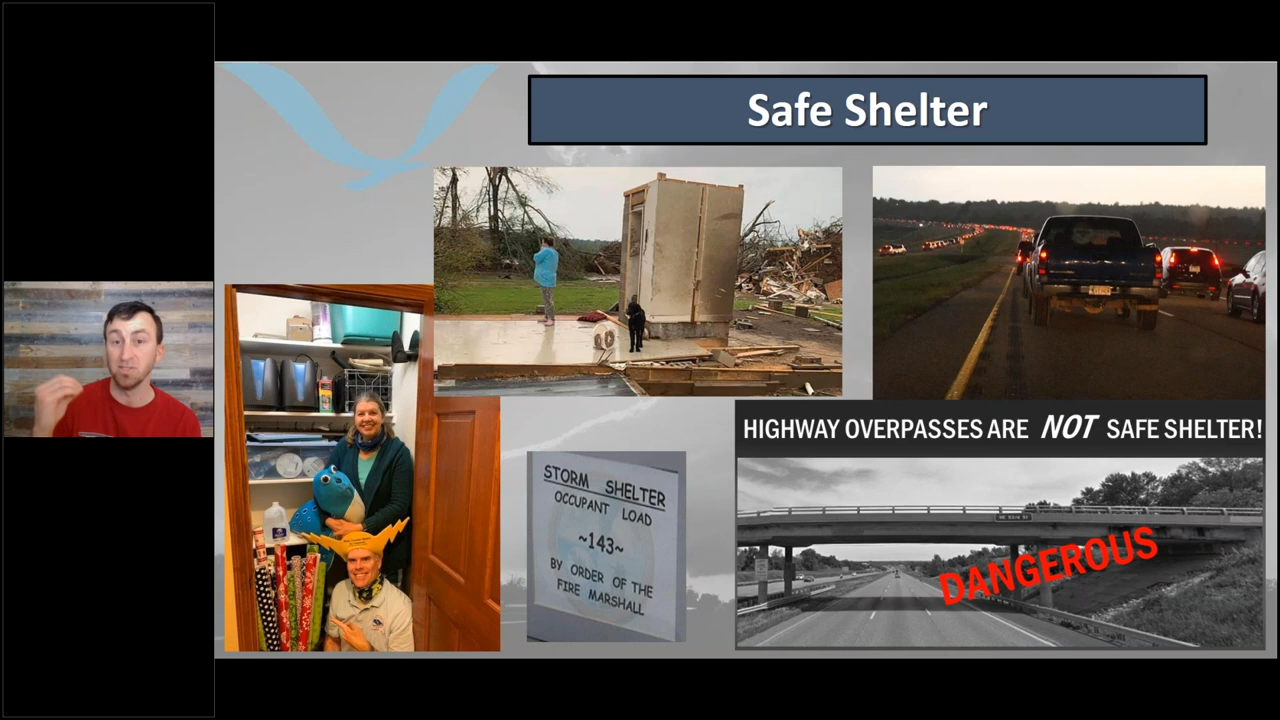 Safe Shelter
STORM SHELTER
OCCUPANT LOAD
~143~
BY ORDER OF THE
FIRE MARSHALL
HIGHWAY OVERPASSES ARE NOT SAFE SHELTER!
DANGEROUS